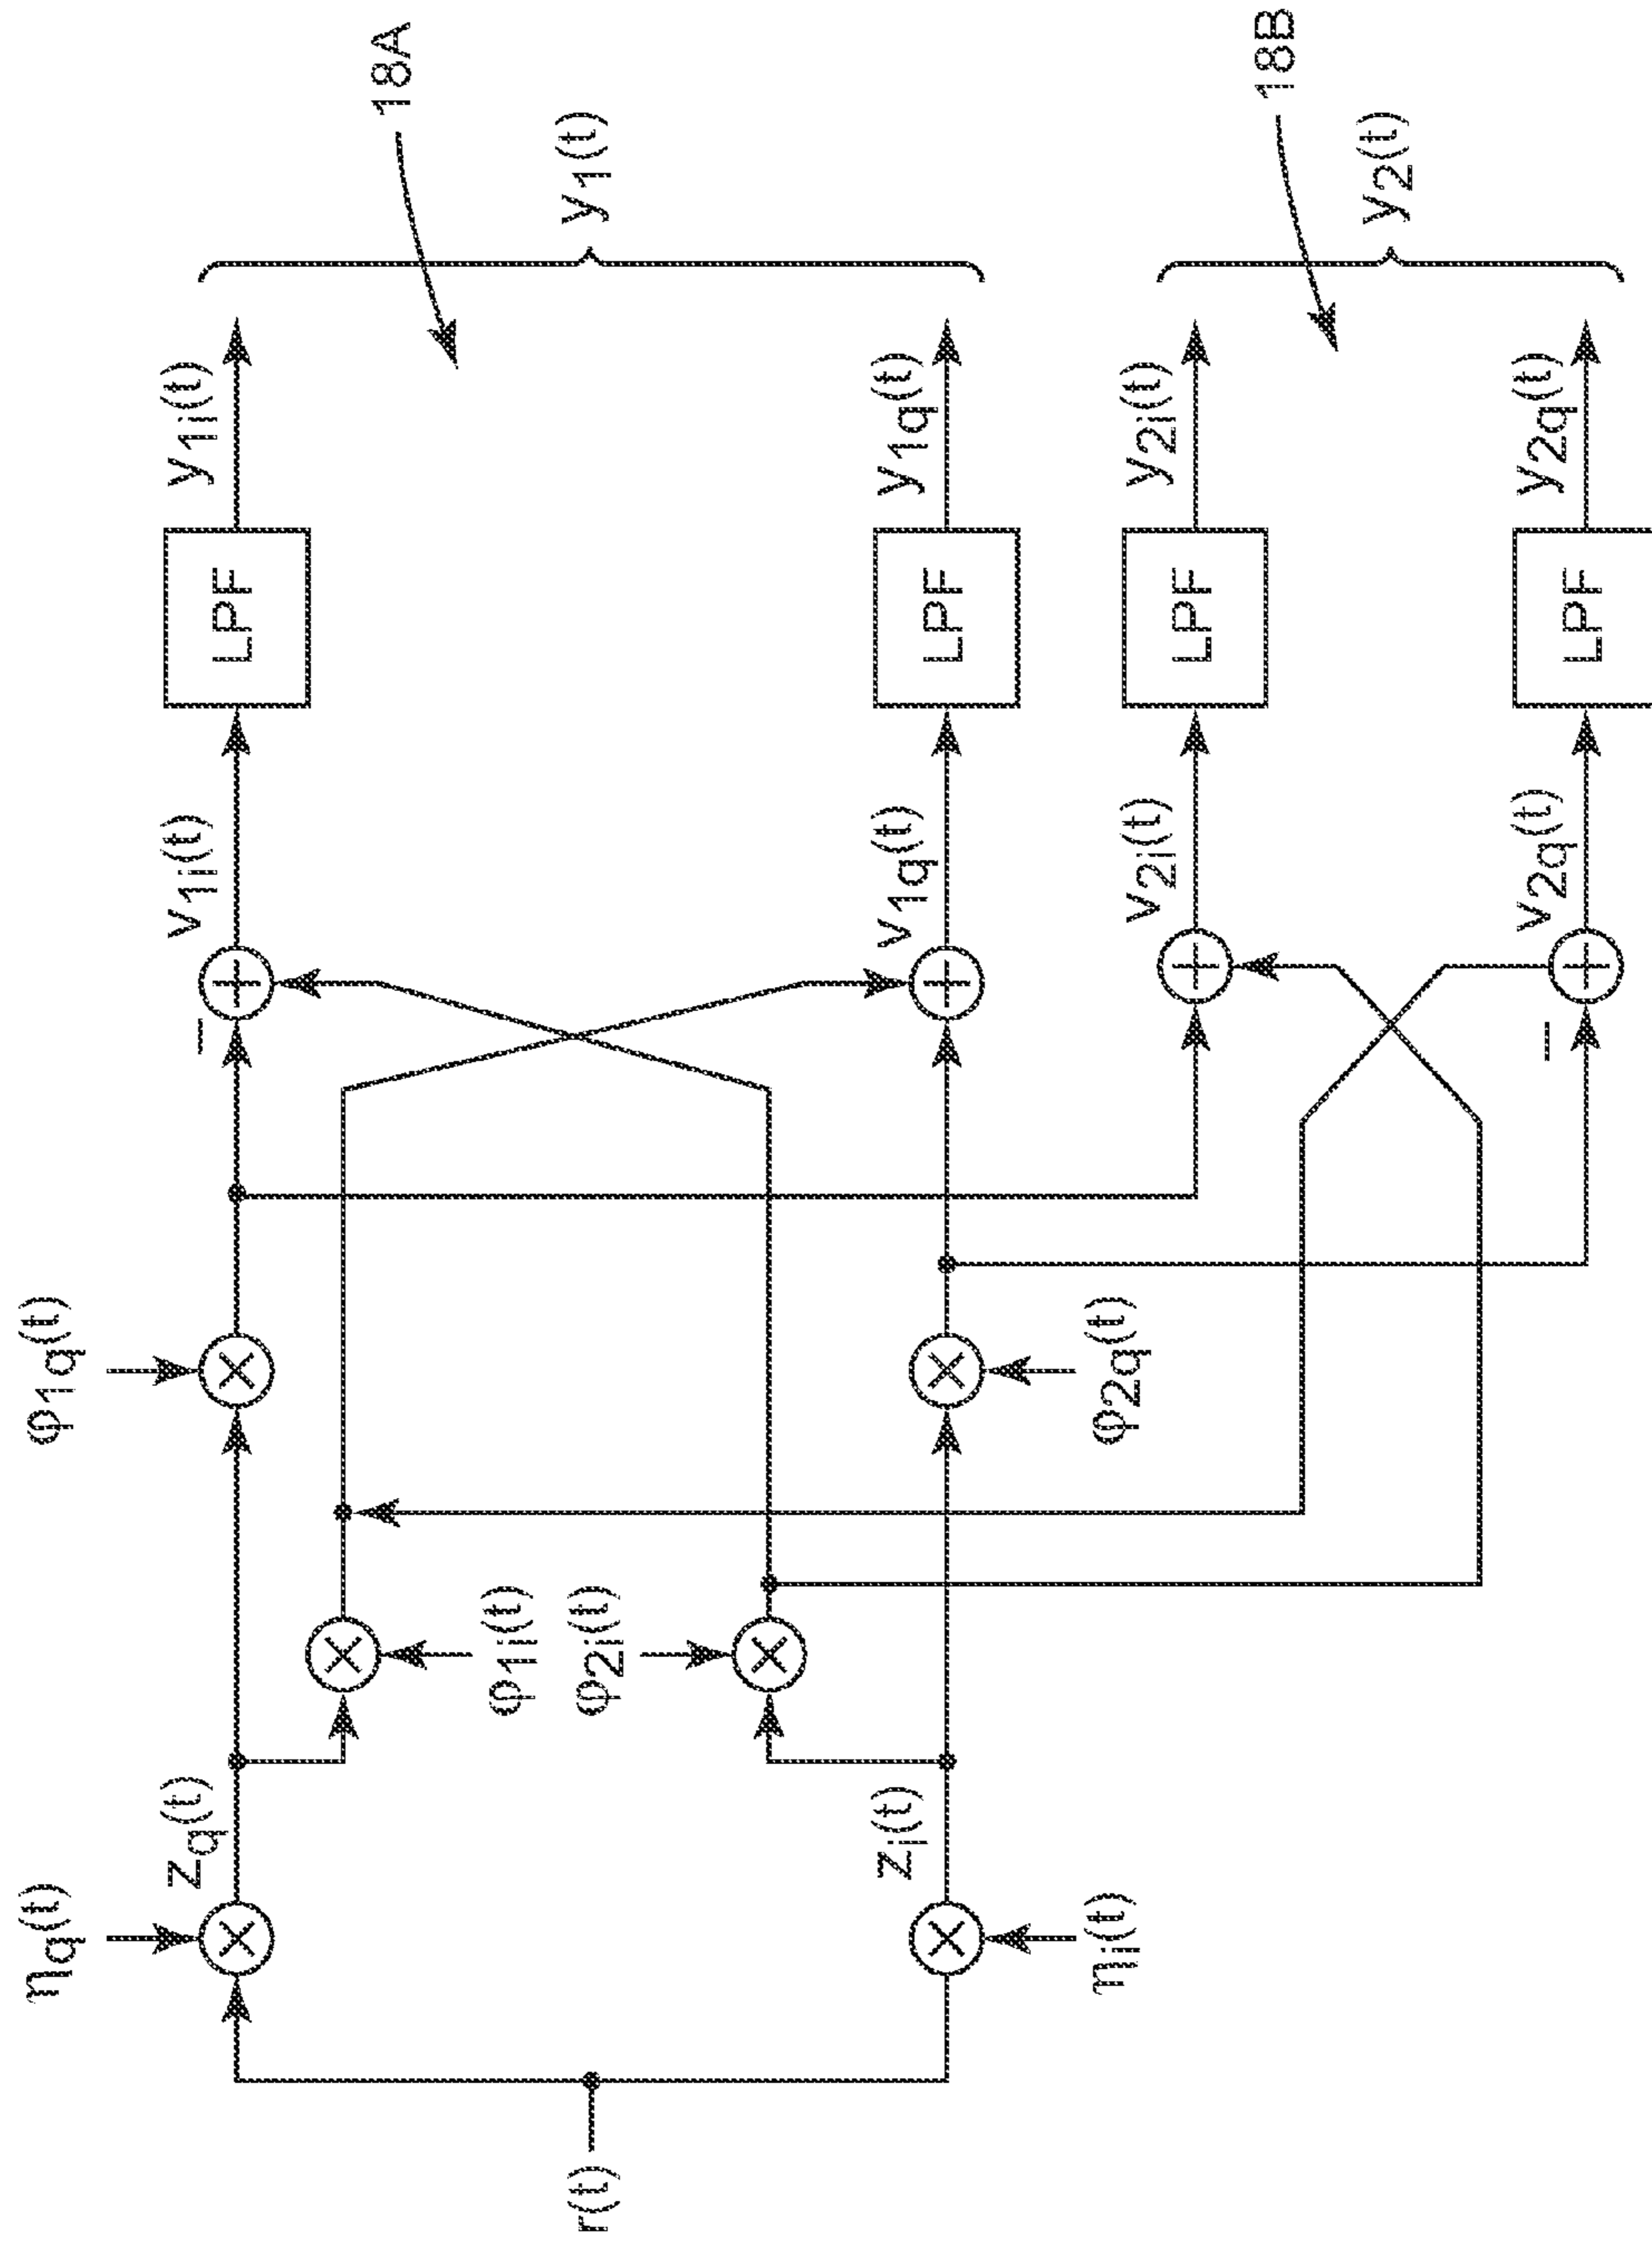 r(t)
ηq(t)
zq(t)
φ1q(t)
−
+
v1i(t)
LPF
y1i(t)
18A
φ1i(t)
φ2i(t)
y1(t)
ηi(t)
zi(t)
φ2q(t)
+
v1q(t)
LPF
y1q(t)
+
v2i(t)
LPF
y2i(t)
18B
y2(t)
−
+
v2q(t)
LPF
y2q(t)